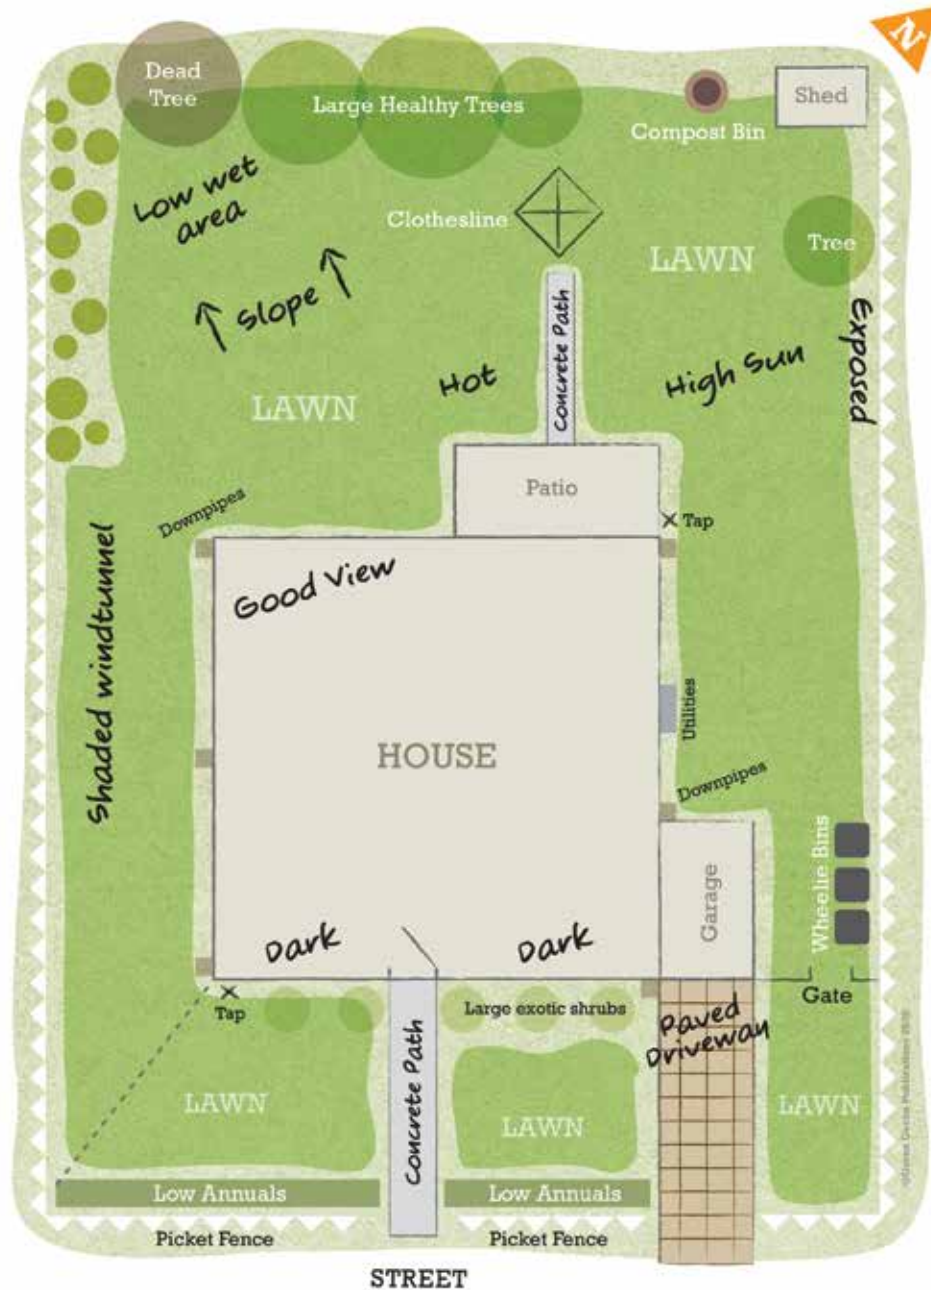 N
Dead
Tree
Large Healthy Trees
Compost Bin
Shed
Low wet
area
Clothesline
LAWN
Tree
Slope
Concrete Path
Exposed
Hot
High Sun
LAWN
Patio
Downpipes
Tap
Good View
Shaded windtunnel
Utilities
HOUSE
Downpipes
Wheelie Bins
Garage
Dark
Dark
Gate
Tap
Large exotic shrubs
Paved
Driveway
Concrete Path
LAWN
LAWN
LAWN
Low Annuals
Low Annuals
Picket Fence
Picket Fence
STREET